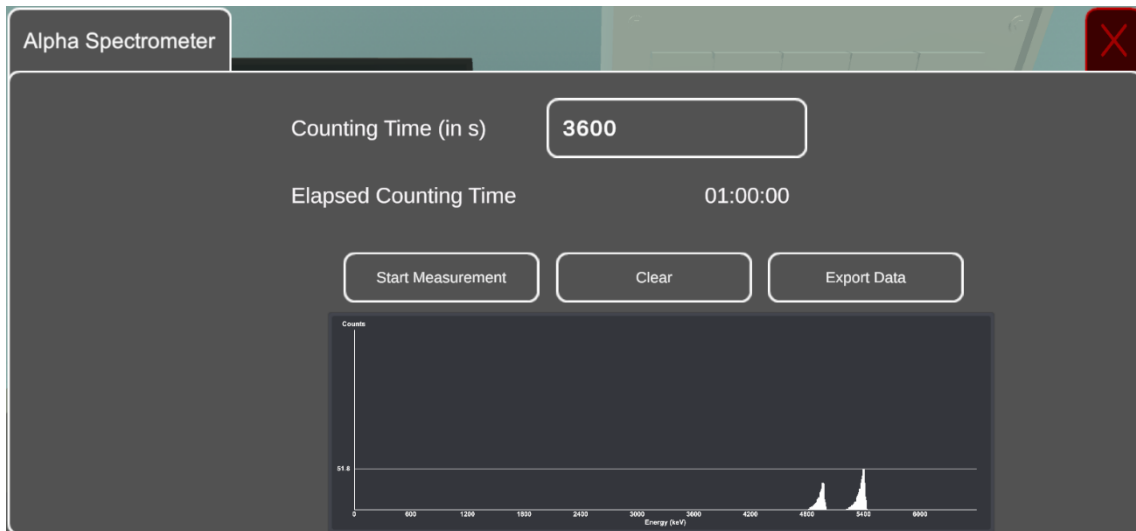 Alpha Spectrometer
X
Counting Time (in s)
3600
Elapsed Counting Time
01:00:00
Start Measurement
Clear
Export Data
Counts
51.8
0 600 1200 1800 2400 3000 3600 4200 4800 5400 6000
Energy (keV)